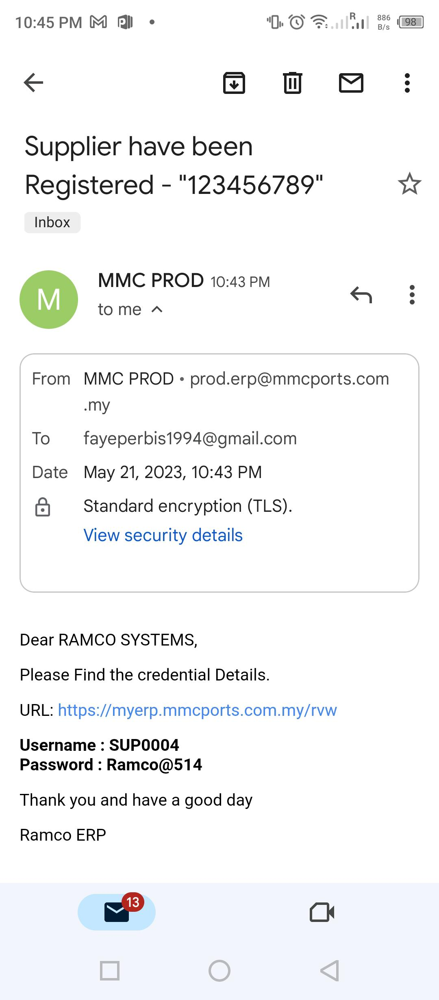 10:45 PM
R
886
B/s
98
Supplier have been
Registered - "123456789"
Inbox
M
MMC PROD 10:43 PM
to me
From MMC PROD • prod.erp@mmcports.com
.my
To fayeperbis1994@gmail.com
Date May 21, 2023, 10:43 PM
Standard encryption (TLS).
View security details
Dear RAMCO SYSTEMS,
Please Find the credential Details.
URL: https://myerp.mmcports.com.my/rvw
Username : SUP0004
Password : Ramco@514
Thank you and have a good day
Ramco ERP
13